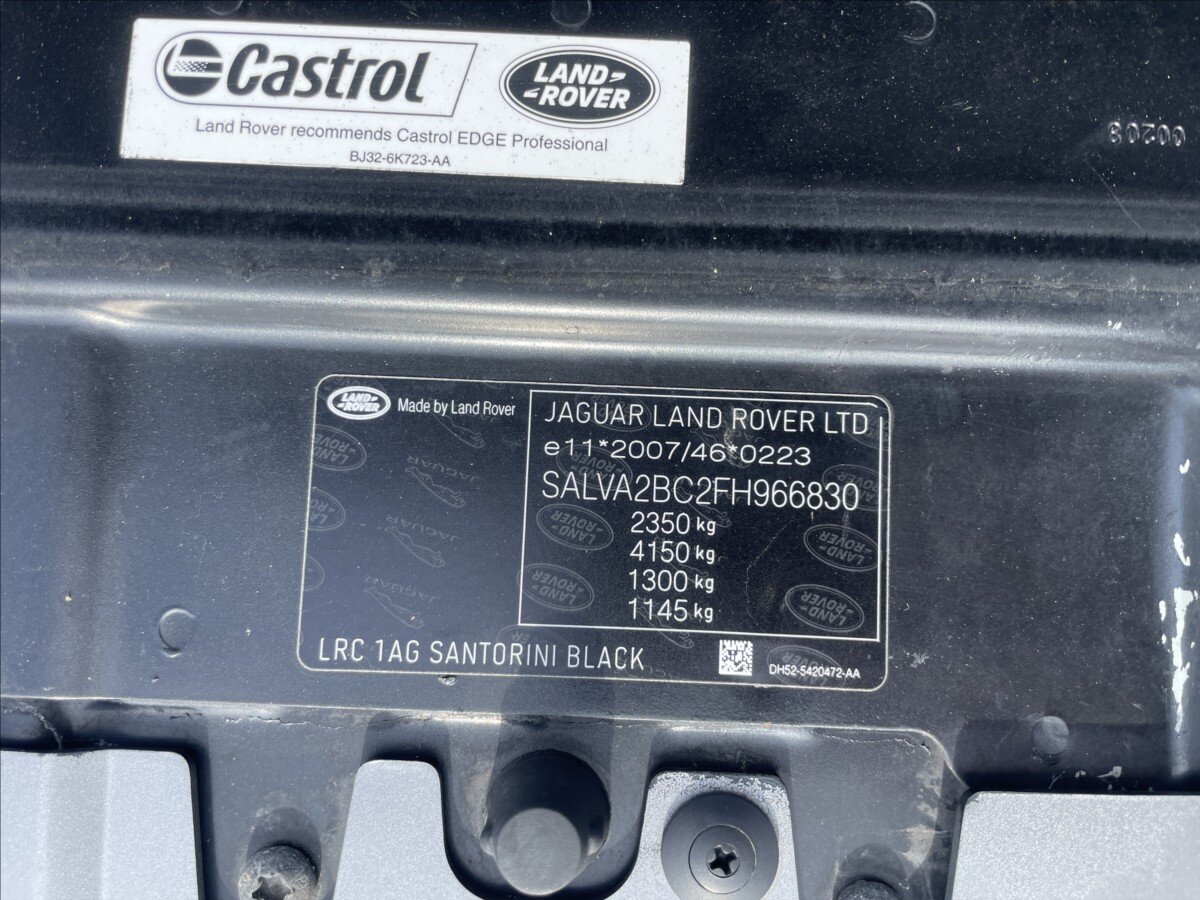 Castrol
LAND-
-ROVER
Land Rover recommends Castrol EDGE Professional
BJ32-6K723-AA
00208
LAND-
-ROVER
Made by Land Rover
JAGUAR LAND ROVER LTD
e11*2007/46*0223
SALVA2BC2FH966830
2350 kg
4150 kg
1300 kg
1145 kg
LRC 1AG SANTORINI BLACK
DH52-5420472-AA